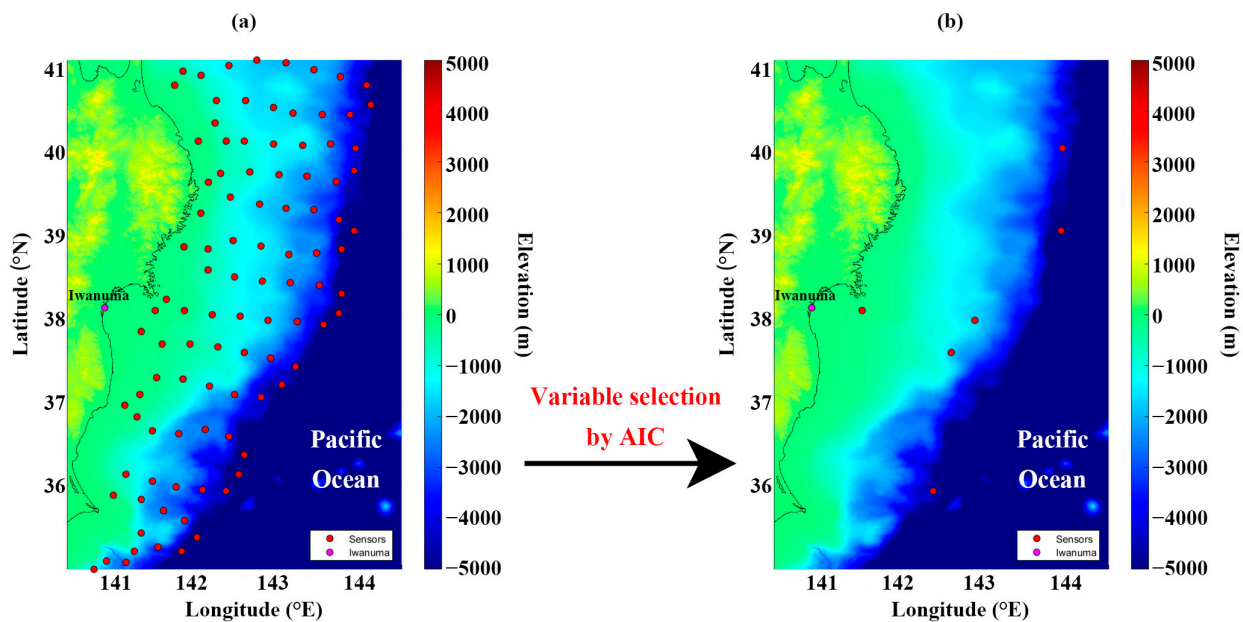 (a)
41
40
39
38
37
36
Latitude (°N)
141
142
143
144
Longitude (°E)
Iwanuma
Pacific
Ocean
Sensors
Iwanuma
5000
4000
3000
2000
1000
0
−1000
−2000
−3000
−4000
−5000
Elevation (m)
Variable selection
by AIC
(b)
41
40
39
38
37
36
Latitude (°N)
141
142
143
144
Longitude (°E)
Iwanuma
Pacific
Ocean
Sensors
Iwanuma
5000
4000
3000
2000
1000
0
−1000
−2000
−3000
−4000
−5000
Elevation (m)